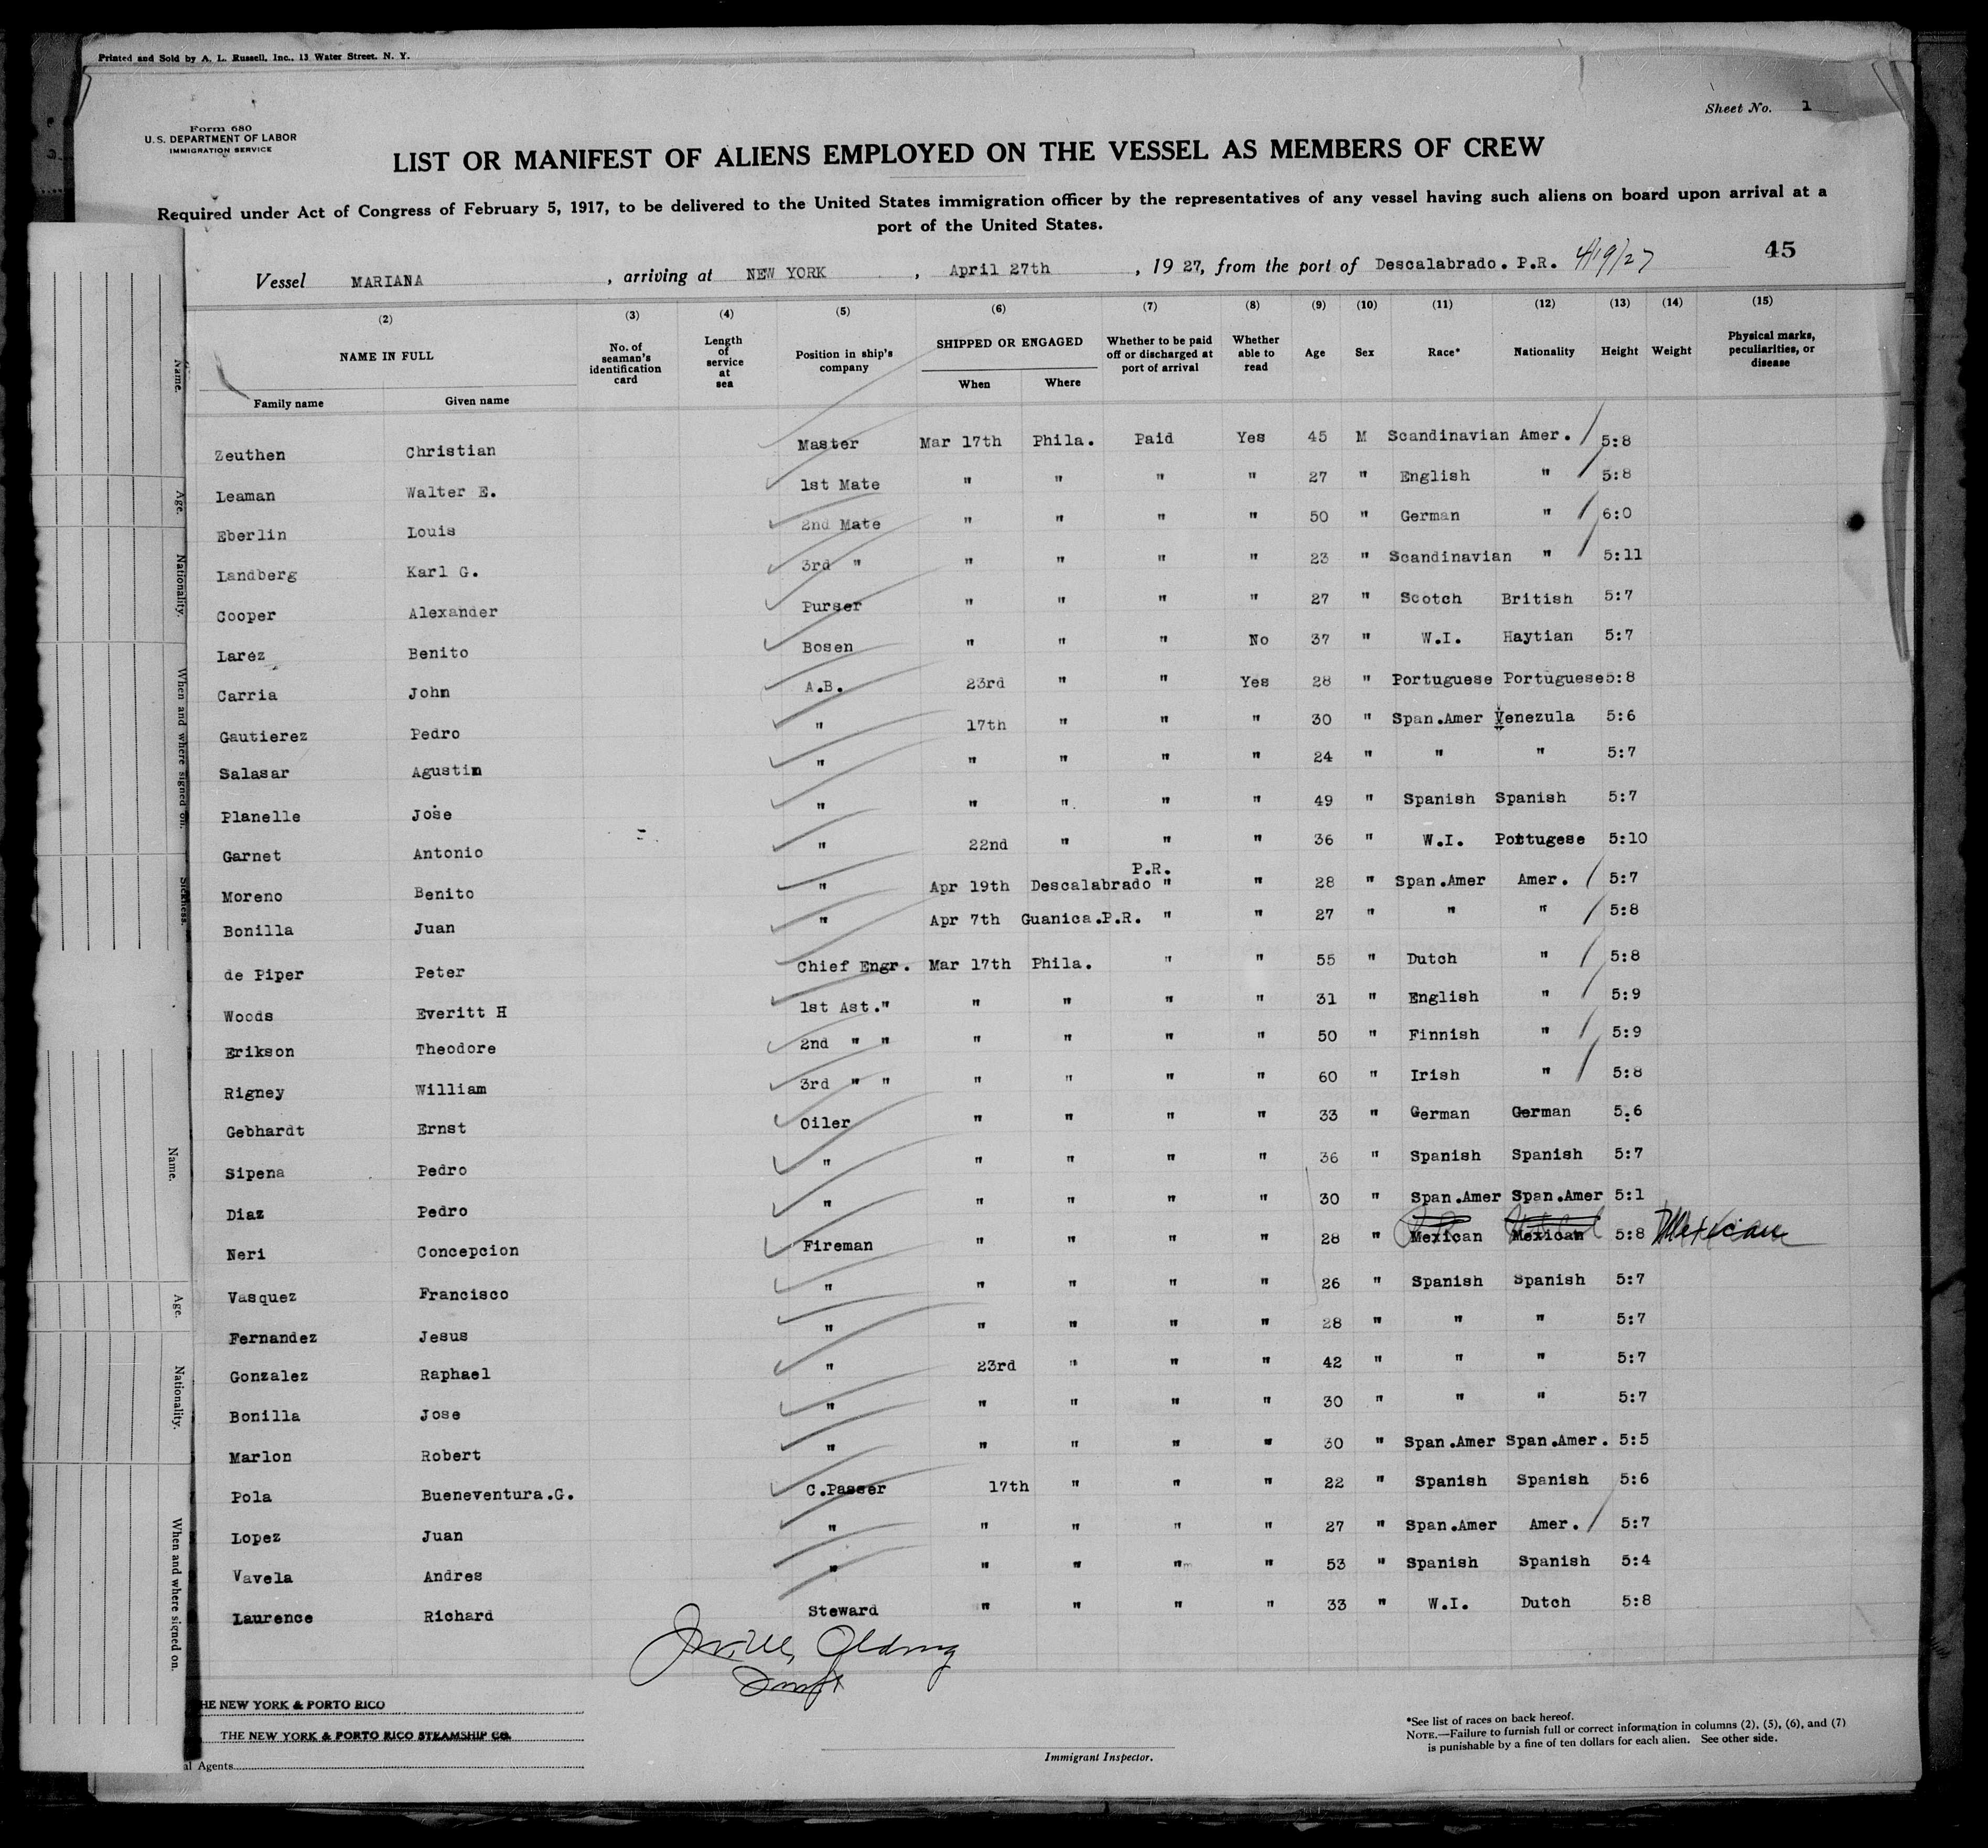 Printed and Sold by A. L. Russell, Inc., 13 Water Street, N. Y.
Sheet No. 1
Form 680
U. S. DEPARTMENT OF LABOR
IMMIGRATION SERVICE
LIST OR MANIFEST OF ALIENS EMPLOYED ON THE VESSEL AS MEMBERS OF CREW
Required under Act of Congress of February 5, 1917, to be delivered to the United States immigration officer by the representatives of any vessel having such aliens on board upon arrival at a
port of the United States.
45
Vessel MARIANA, arriving at NEW YORK, April 27th, 1927, from the port of Descalabrado. P.R. 4/19/27
(2) (3) (4) (5) (6) (7) (8) (9) (10) (11) (12) (13) (14) (15)
NAME IN FULL No. of seaman's identification card Length of service at sea Position in ship's company SHIPPED OR ENGAGED Whether to be paid off or discharged at port of arrival Whether able to read Age Sex Race* Nationality Height Weight Physical marks, peculiarities, or disease
Family name Given name When Where
Zeuthen Christian Master Mar 17th Phila. Paid Yes 45 M Scandinavian Amer. / 5:8
Leaman Walter E. 1st Mate " " " " 27 " English " / 5:8
Eberlin Louis 2nd Mate " " " " 50 " German " / 6:0
Landberg Karl G. 3rd " " " " " 23 " Scandinavian " / 5:11
Cooper Alexander Purser " " " " 27 " Scotch British 5:7
Larez Benito Bosen " " " No 37 " W.I. Haytian 5:7
Carria John A.B. 23rd " " Yes 28 " Portuguese Portuguese 5:8
Gautierez Pedro " 17th " " " 30 " Span.Amer Venezula 5:6
Salasar Agustin " " " " " 24 " " " 5:7
Planelle Jose " " " " " 49 " Spanish Spanish 5:7
Garnet Antonio " 22nd " " " 36 " W.I. Portugese 5:10
Moreno Benito " Apr 19th Descalabrado P.R. " " 28 " Span.Amer Amer. / 5:7
Bonilla Juan " Apr 7th Guanica.P.R. " " 27 " " " / 5:8
de Piper Peter Chief Engr. Mar 17th Phila. " " 55 " Dutch " / 5:8
Woods Everitt H 1st Ast." " " " " 31 " English " / 5:9
Erikson Theodore 2nd " " " " " " 50 " Finnish " / 5:9
Rigney William 3rd " " " " " " 60 " Irish " / 5:8
Gebhardt Ernst Oiler " " " " 33 " German German 5:6
Sipena Pedro " " " " " 36 " Spanish Spanish 5:7
Diaz Pedro " " " " " 30 " Span.Amer Span.Amer 5:1
Neri Concepcion Fireman " " " " 28 " Mexican Mexican 5:8 Mexican
Vasquez Francisco " " " " " 26 " Spanish Spanish 5:7
Fernandez Jesus " " " " " 28 " " " 5:7
Gonzalez Raphael " 23rd " " " 42 " " " 5:7
Bonilla Jose " " " " " 30 " " " 5:7
Marlon Robert " " " " " 30 " Span.Amer Span.Amer. 5:5
Pola Bueneventura.G. C.Passer 17th " " " 22 " Spanish Spanish 5:6
Lopez Juan " " " " " 27 " Span.Amer Amer. / 5:7
Vavela Andres " " " " " 53 " Spanish Spanish 5:4
Laurence Richard Steward " " " " 33 " W.I. Dutch 5:8
HE NEW YORK & PORTO RICO
THE NEW YORK & PORTO RICO STEAMSHIP CO.
al Agents
Immigrant Inspector.
*See list of races on back hereof.
NOTE.—Failure to furnish full or correct information in columns (2), (5), (6), and (7)
is punishable by a fine of ten dollars for each alien. See other side.
Name.
Age.
Nationality.
When and where signed on.
Sickness.
Name.
Age.
Nationality.
When and where signed on.